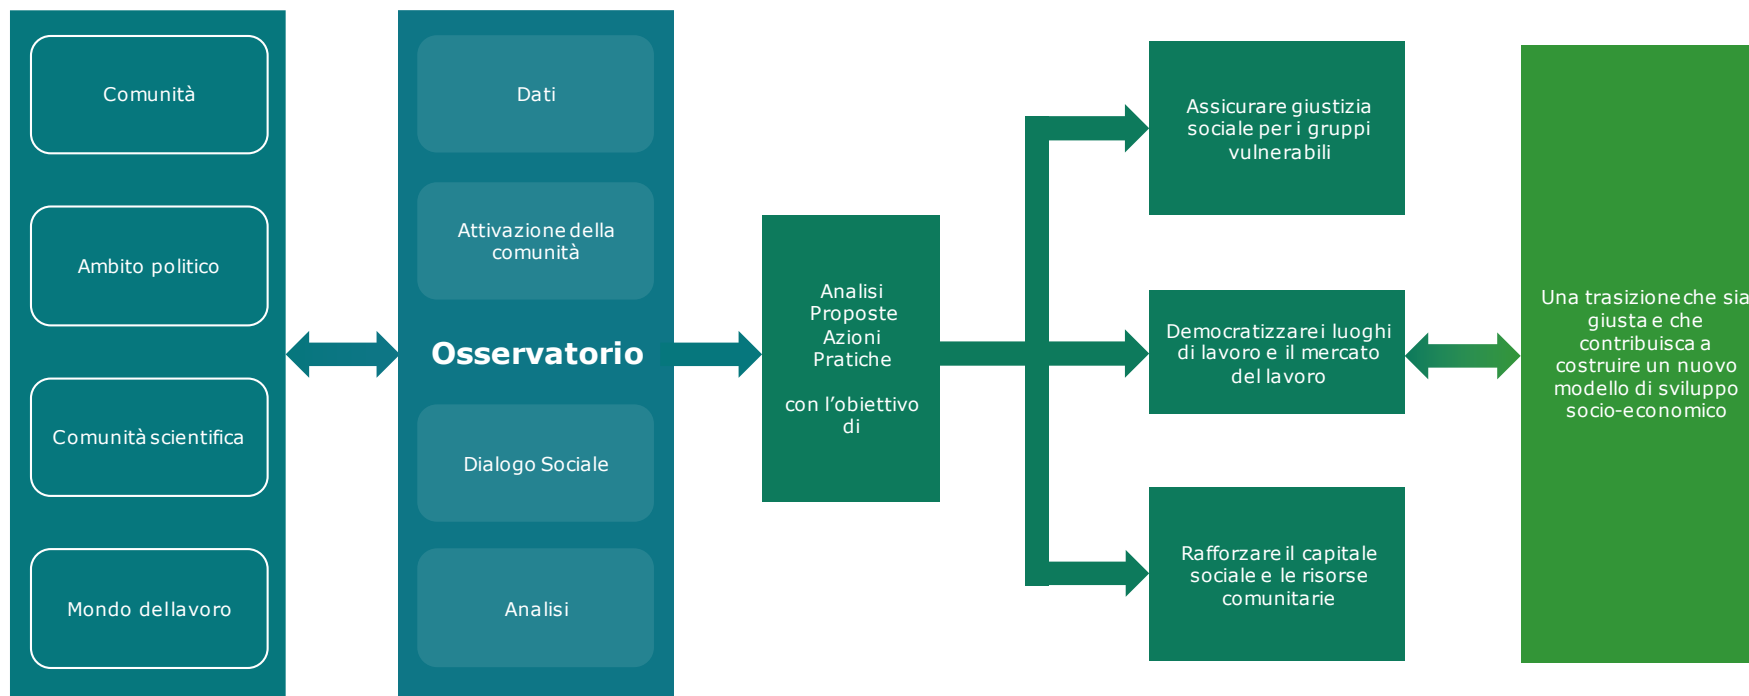 Comunità
Ambito politico
Comunità scientifica
Mondo del lavoro
Dati
Attivazione della
comunità
Osservatorio
Dialogo Sociale
Analisi
Analisi
Proposte
Azioni
Pratiche
con l’obiettivo
di
Assicurare giustizia
sociale per i gruppi
vulnerabili
Democratizzare i luoghi
di lavoro e il mercato
del lavoro
Rafforzare il capitale
sociale e le risorse
comunitarie
Una trasizione che sia
giusta e che
contribuisca a
costruire un nuovo
modello di sviluppo
socio-economico